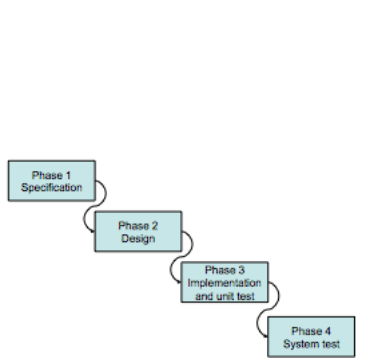 Phase 1
Specification
Phase 2
Design
Phase 3
Implementation
and unit test
Phase 4
System test